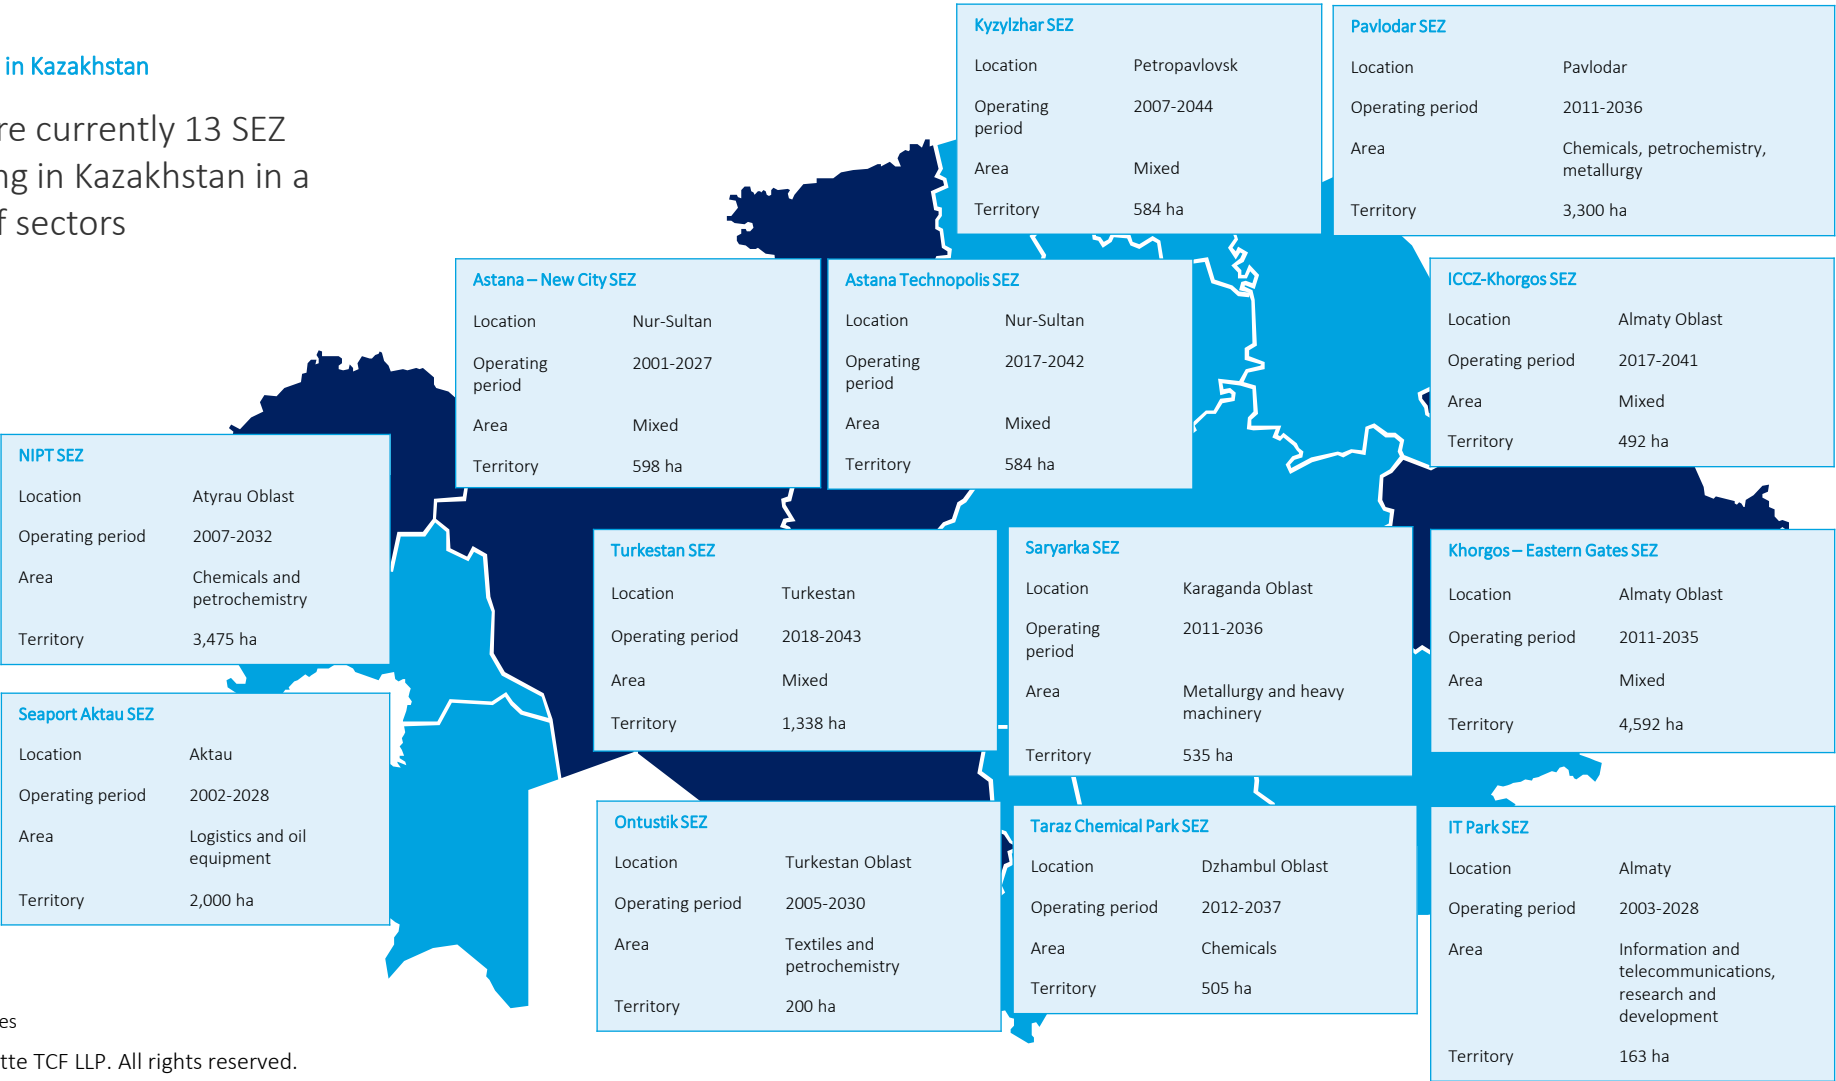 in Kazakhstan
re currently 13 SEZ
ng in Kazakhstan in a
f sectors
Kyzylzhar SEZ
Location Petropavlovsk
Operating period 2007-2044
Area Mixed
Territory 584 ha
Pavlodar SEZ
Location Pavlodar
Operating period 2011-2036
Area Chemicals, petrochemistry,
metallurgy
Territory 3,300 ha
Astana – New City SEZ
Location Nur-Sultan
Operating period 2001-2027
Area Mixed
Territory 598 ha
Astana Technopolis SEZ
Location Nur-Sultan
Operating period 2017-2042
Area Mixed
Territory 584 ha
ICCZ-Khorgos SEZ
Location Almaty Oblast
Operating period 2017-2041
Area Mixed
Territory 492 ha
NIPT SEZ
Location Atyrau Oblast
Operating period 2007-2032
Area Chemicals and
petrochemistry
Territory 3,475 ha
Turkestan SEZ
Location Turkestan
Operating period 2018-2043
Area Mixed
Territory 1,338 ha
Saryarka SEZ
Location Karaganda Oblast
Operating period 2011-2036
Area Metallurgy and heavy
machinery
Territory 535 ha
Khorgos – Eastern Gates SEZ
Location Almaty Oblast
Operating period 2011-2035
Area Mixed
Territory 4,592 ha
Seaport Aktau SEZ
Location Aktau
Operating period 2002-2028
Area Logistics and oil
equipment
Territory 2,000 ha
Ontustik SEZ
Location Turkestan Oblast
Operating period 2005-2030
Area Textiles and
petrochemistry
Territory 200 ha
Taraz Chemical Park SEZ
Location Dzhambul Oblast
Operating period 2012-2037
Area Chemicals
Territory 505 ha
IT Park SEZ
Location Almaty
Operating period 2003-2028
Area Information and
telecommunications,
research and
development
Territory 163 ha
es
tte TCF LLP. All rights reserved.